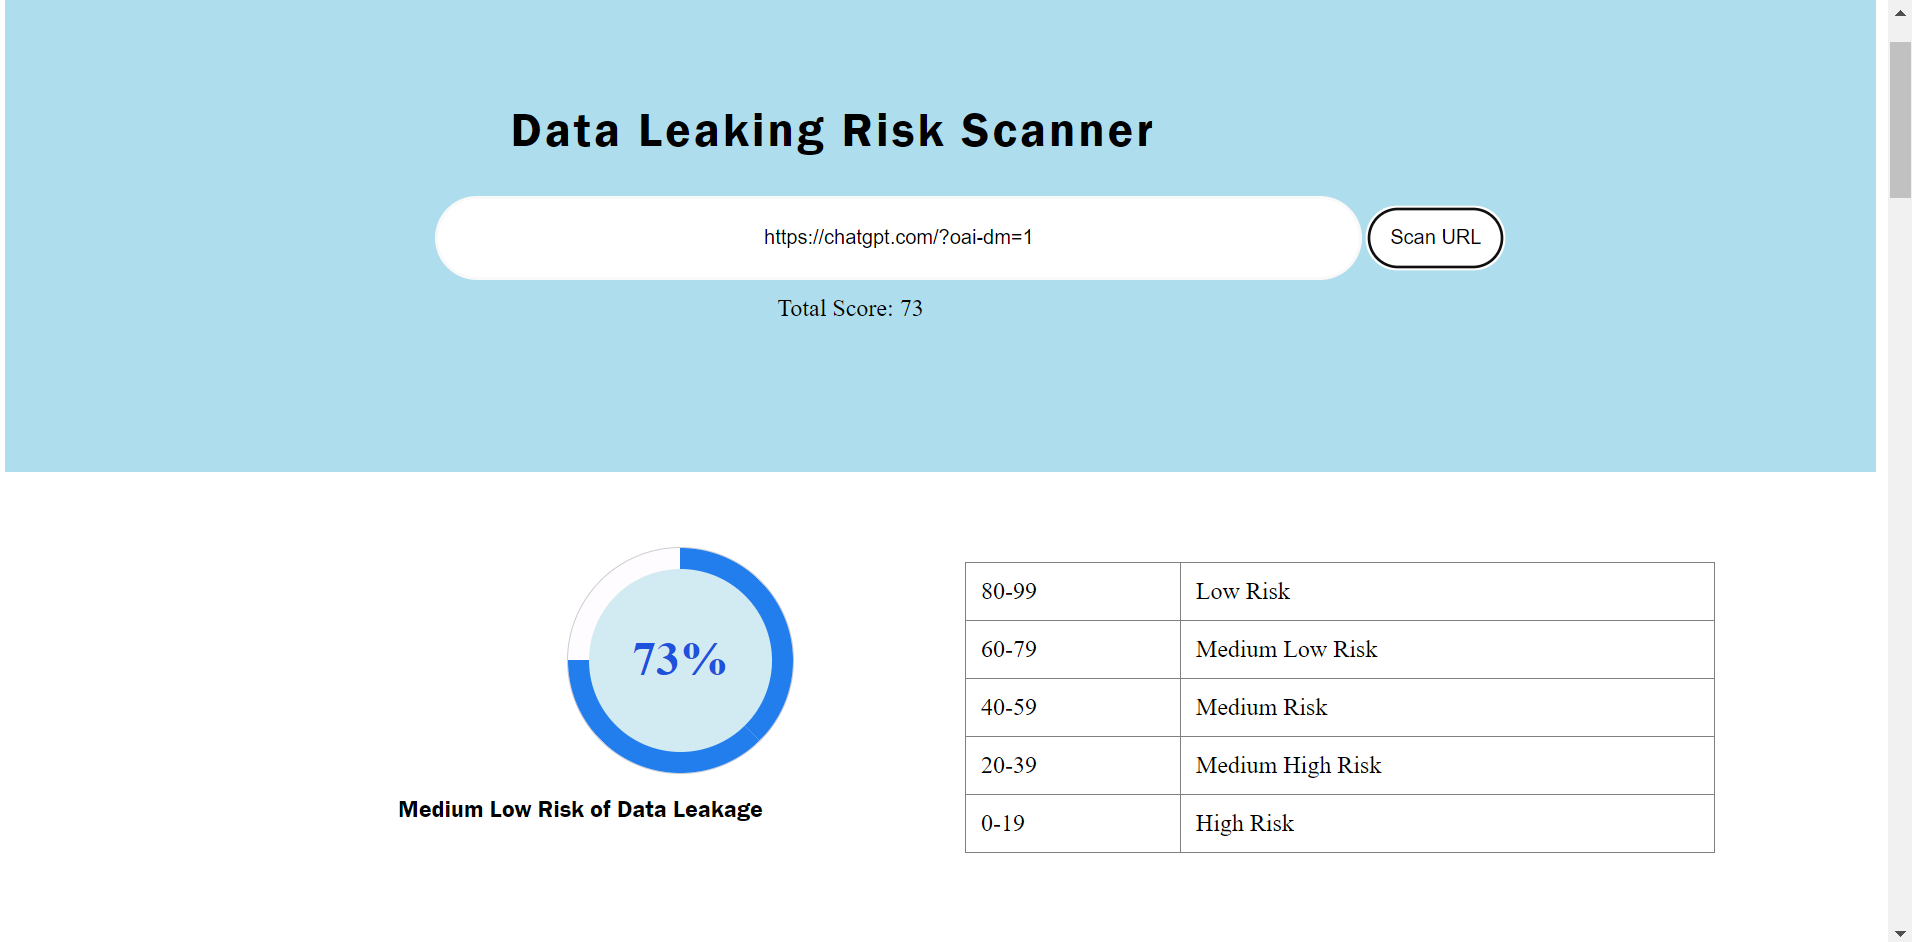 Data Leaking Risk Scanner
https://chatgpt.com/?oai-dm=1
Scan URL
Total Score: 73
73%
Medium Low Risk of Data Leakage
80-99 Low Risk
60-79 Medium Low Risk
40-59 Medium Risk
20-39 Medium High Risk
0-19 High Risk